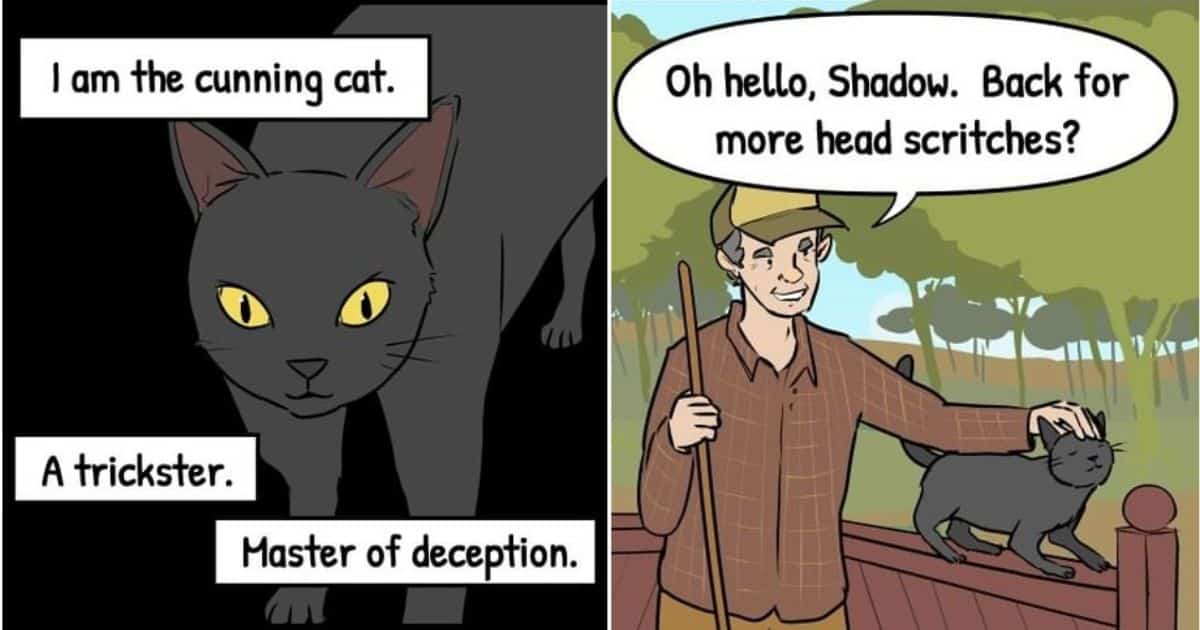 I am the cunning cat.
A trickster.
Master of deception.
Oh hello, Shadow. Back for
more head scritches?